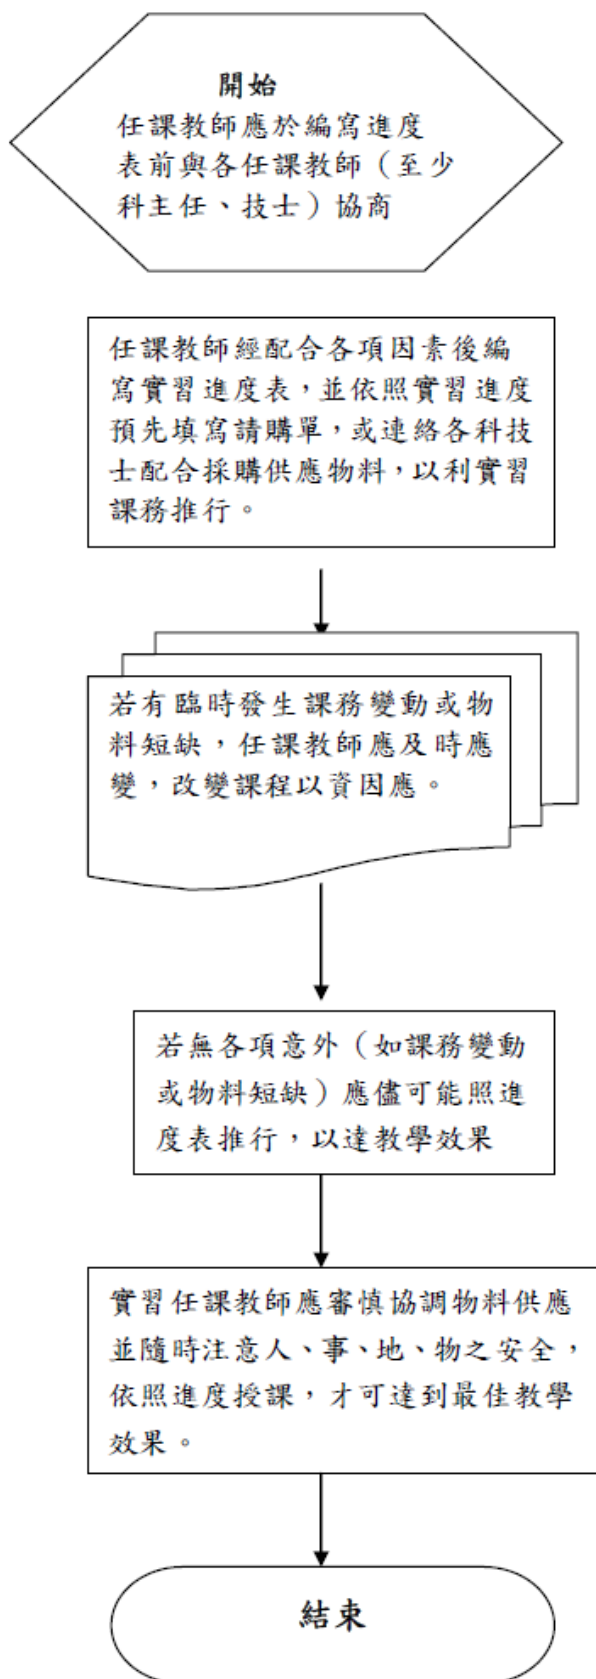 開始
任課教師應於編寫進度
表前與各任課教師（至少
科主任、技士）協商
任課教師經配合各項因素後編
寫實習進度表，並依照實習進度
預先填寫請購單，或連絡各科技
士配合採購供應物料，以利實習
課務推行。
若有臨時發生課務變動或物
料短缺，任課教師應及時應
變，改變課程以資因應。
若無各項意外（如課務變動
或物料短缺）應儘可能照進
度表推行，以達教學效果
實習任課教師應審慎協調物料供應
並隨時注意人、事、地、物之安全，
依照進度授課，才可達到最佳教學
效果。
結束